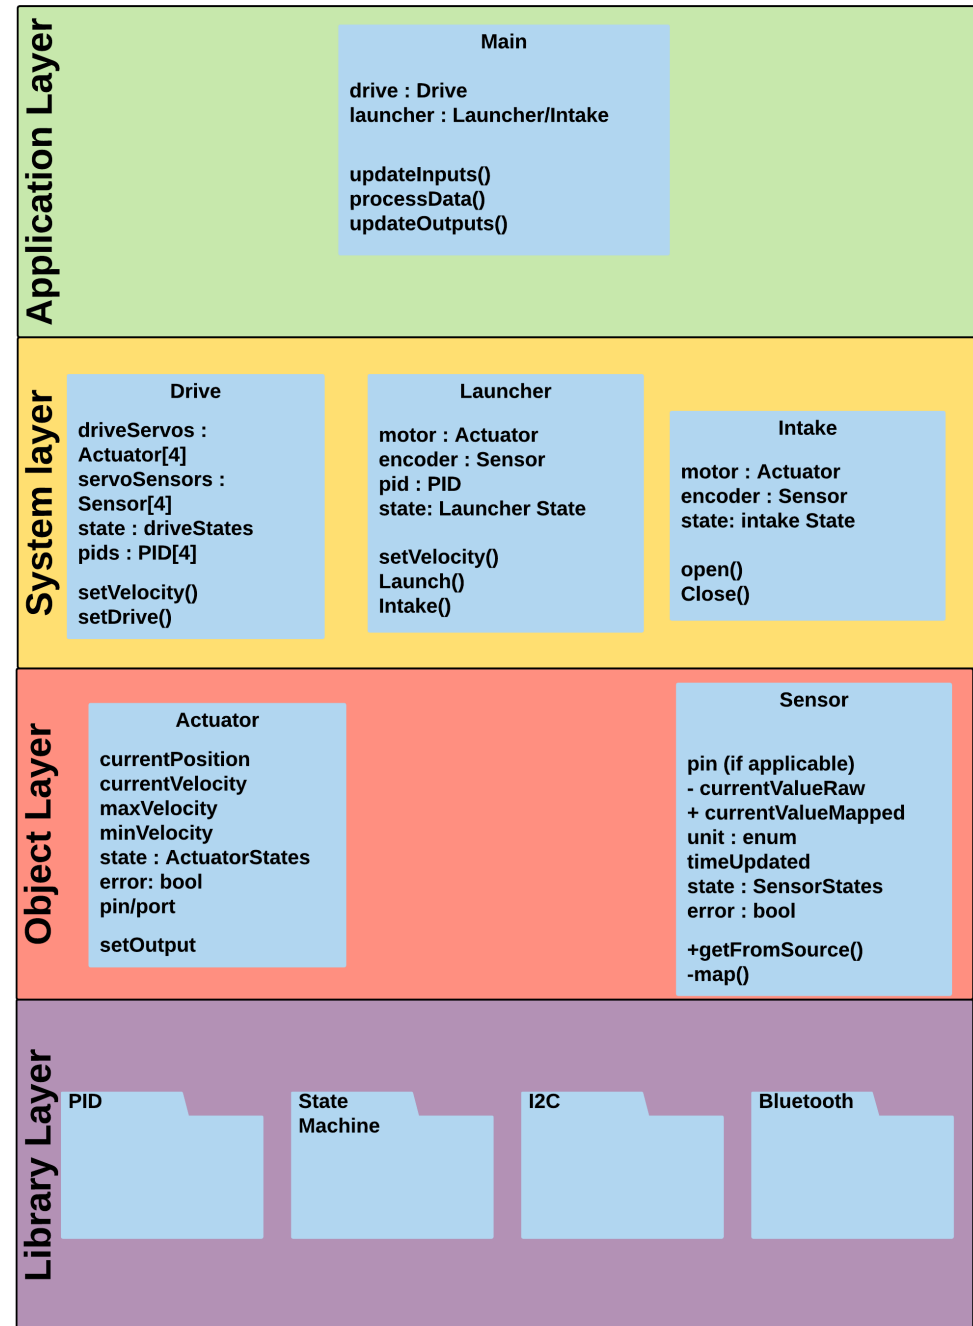 Application Layer
Main
drive : Drive
launcher : Launcher/Intake
updateInputs()
processData()
updateOutputs()
System layer
Drive
driveServos :
Actuator[4]
servoSensors :
Sensor[4]
state : driveStates
pids : PID[4]
setVelocity()
setDrive()
Launcher
motor : Actuator
encoder : Sensor
pid : PID
state: Launcher State
setVelocity()
Launch()
Intake()
Intake
motor : Actuator
encoder : Sensor
state: intake State
open()
Close()
Object Layer
Actuator
currentPosition
currentVelocity
maxVelocity
minVelocity
state : ActuatorStates
error: bool
pin/port
setOutput
Sensor
pin (if applicable)
- currentValueRaw
+ currentValueMapped
unit : enum
timeUpdated
state : SensorStates
error : bool
+getFromSource()
-map()
Library Layer
PID
State
Machine
I2C
Bluetooth